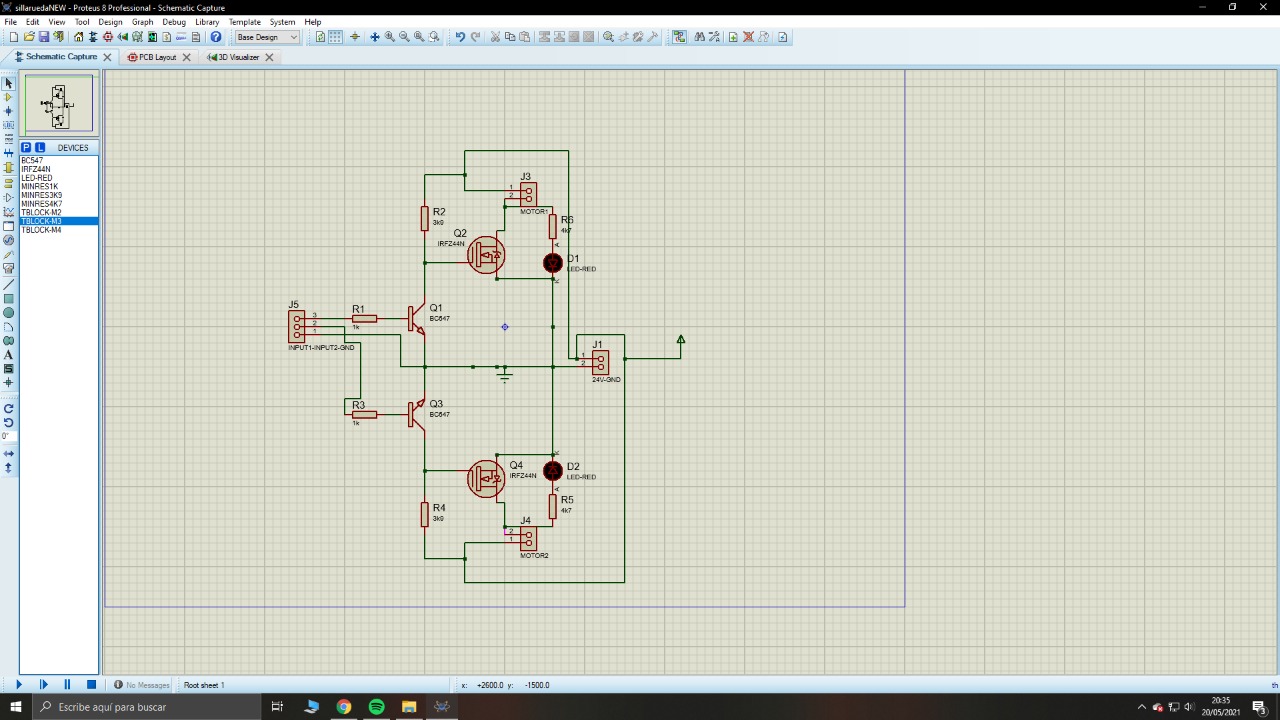 sillaruedaNEW - Proteus 8 Professional - Schematic Capture
File Edit View Tool Design Graph Debug Library Template System Help
Base Design
Schematic Capture PCB Layout 3D Visualizer
P L DEVICES
BC547
IRFZ44N
LED-RED
MINRES1K
MINRES3K9
MINRES4K7
TBLOCK-M2
TBLOCK-M3
TBLOCK-M4
0°
J3
1
2
MOTOR1
R2
3k9
R6
4k7
Q2
IRFZ44N
A
D1
LED-RED
K
J5
3
2
1
INPUT1-INPUT2-GND
R1
1k
Q1
BC547
J1
1
2
24V-GND
R3
1k
Q3
BC547
K
Q4
IRFZ44N
D2
LED-RED
A
R5
4k7
R4
3k9
J4
2
1
MOTOR2
No Messages Root sheet 1 x: +2600.0 y: -1500.0 th
Escribe aquí para buscar
20:35
20/05/2021
3